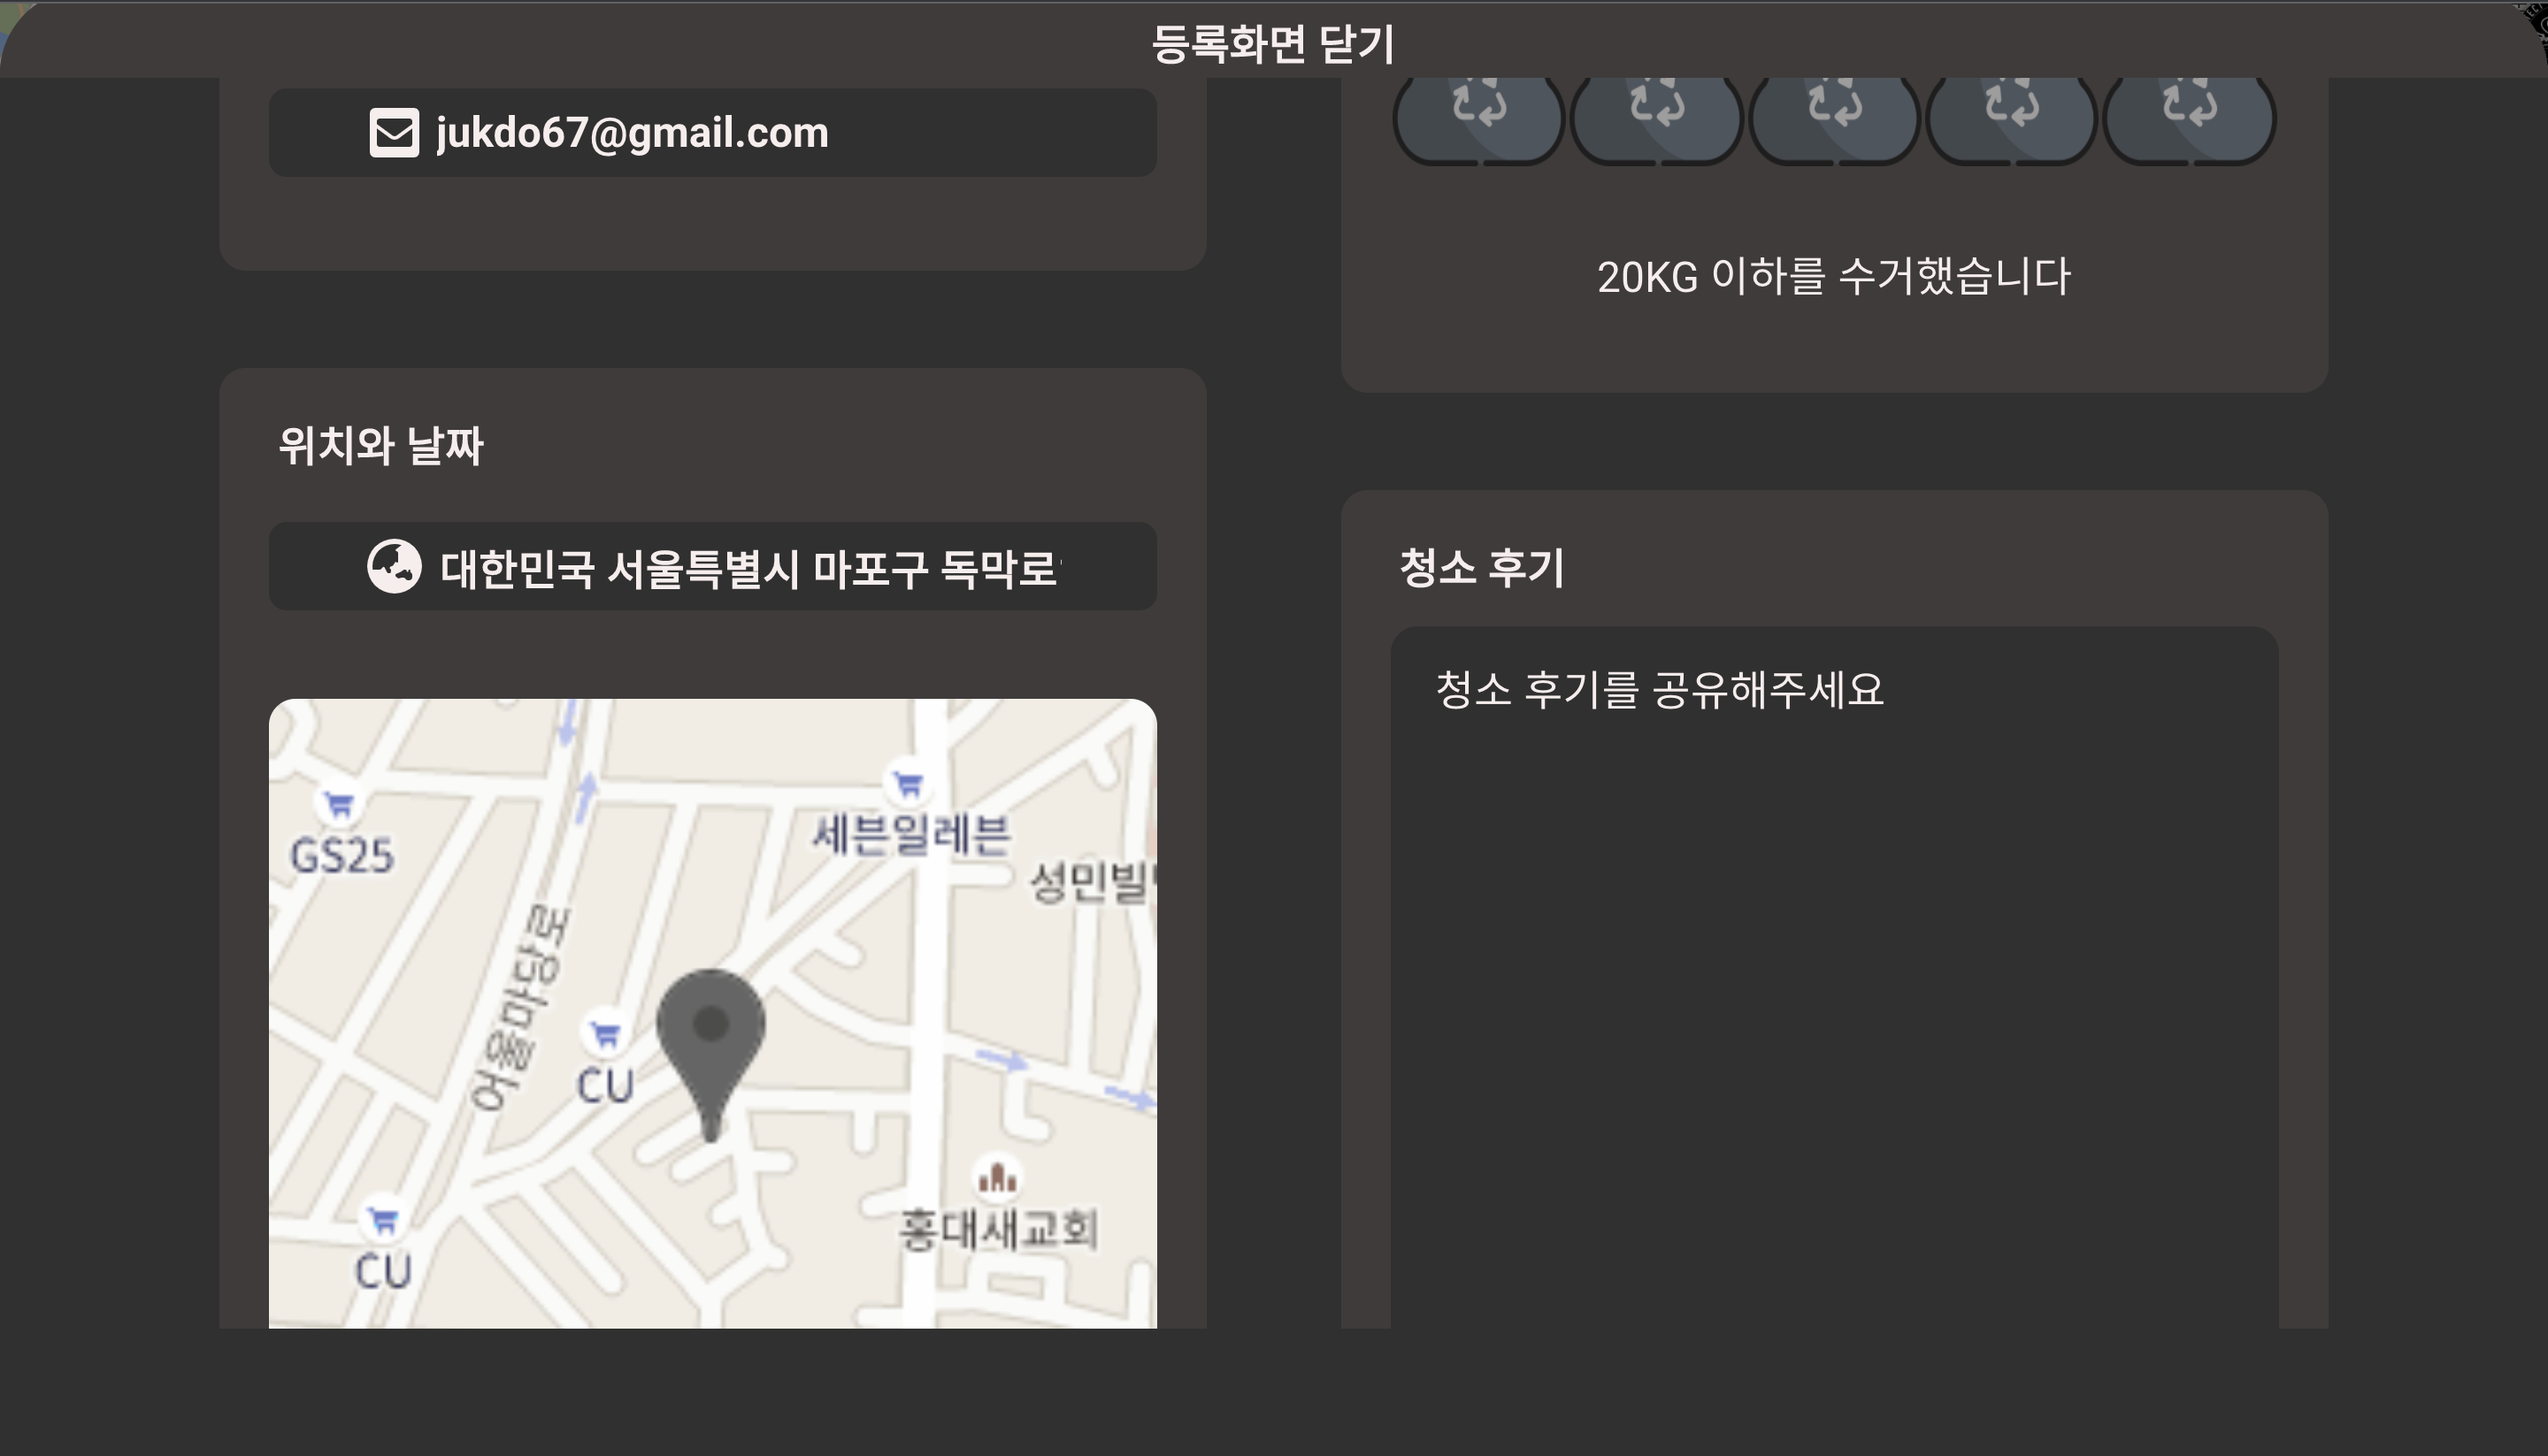 등록화면 닫기
jukdo67@gmail.com
위치와 날짜
대한민국 서울특별시 마포구 독막로
GS25
세븐일레븐
어울마당로
CU
홍대새교회
CU
20KG 이하를 수거했습니다
청소 후기
청소 후기를 공유해주세요